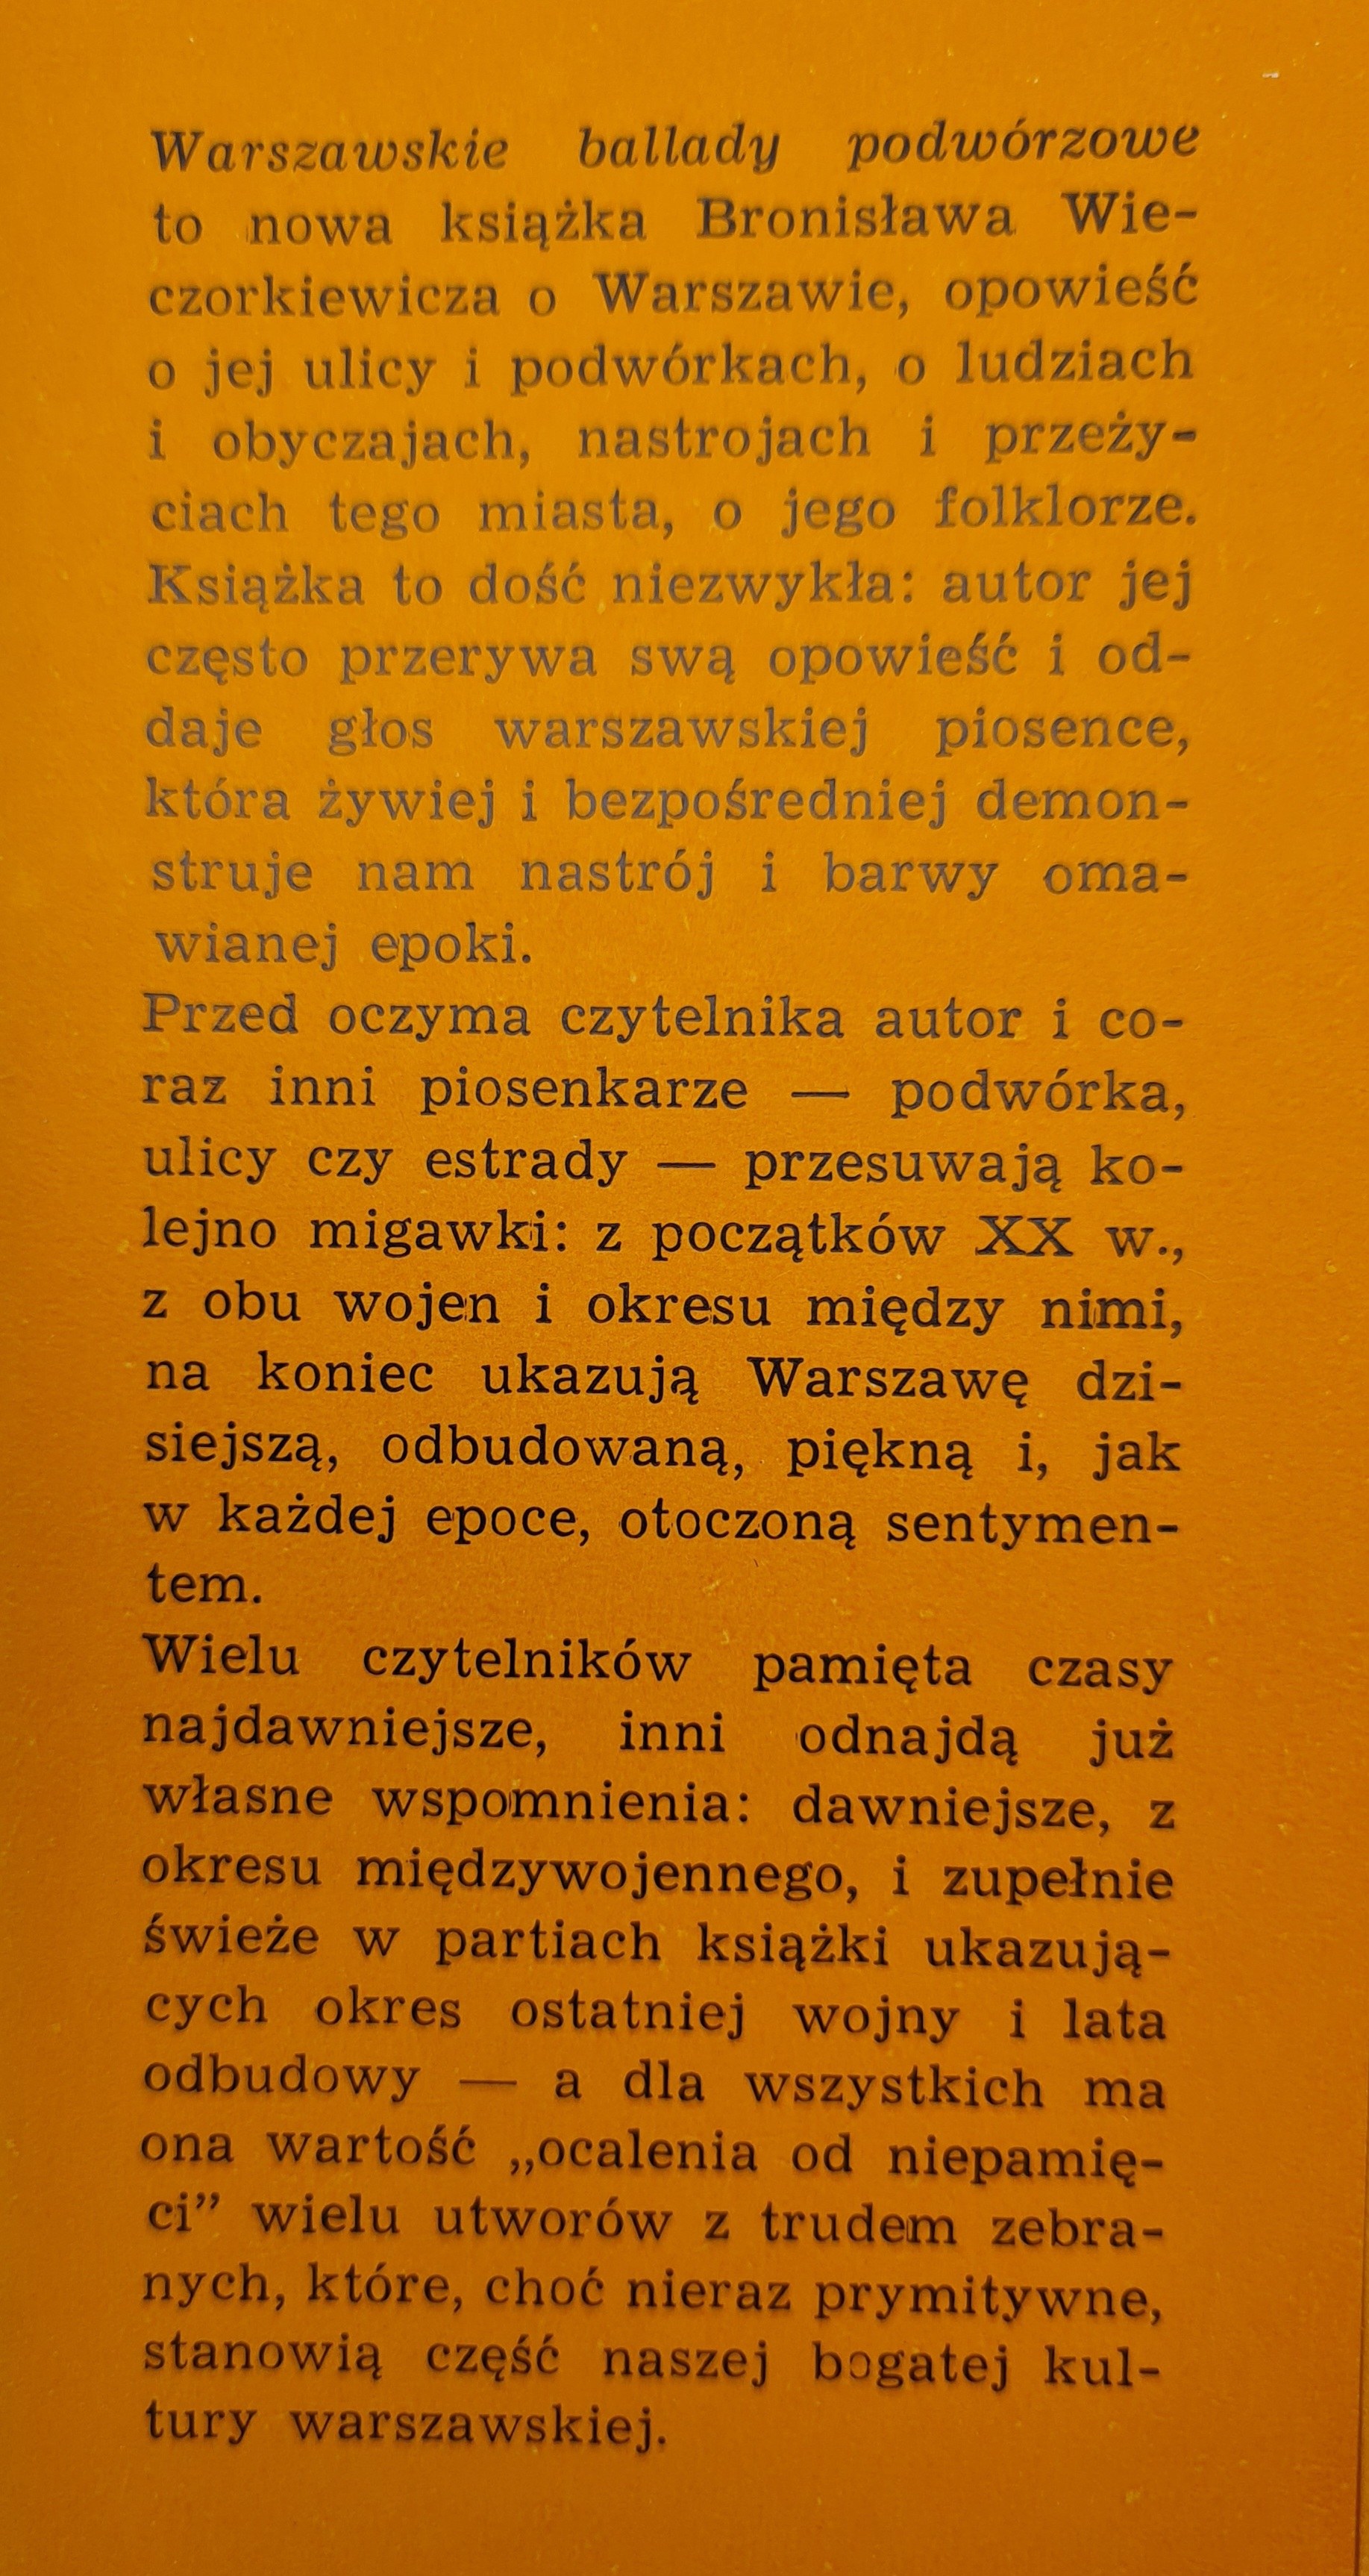 Warszawskie ballady podwórzowe
to nowa książka Bronisława Wie-
czorkiewicza o Warszawie, opowieść
o jej ulicy i podwórkach, o ludziach
i obyczajach, nastrojach i przeży-
ciach tego miasta, o jego folklorze.
Książka to dość niezwykła: autor jej
często przerywa swą opowieść i od-
daje głos warszawskiej piosence,
która żywiej i bezpośredniej demon-
struje nam nastrój i barwy oma-
wianej epoki.
Przed oczyma czytelnika autor i co-
raz inni piosenkarze — podwórka,
ulicy czy estrady — przesuwają ko-
lejno migawki: z początków XX w.,
z obu wojen i okresu między nimi,
na koniec ukazują Warszawę dzi-
siejszą, odbudowaną, piękną i, jak
w każdej epoce, otoczoną sentymen-
tem.
Wielu czytelników pamięta czasy
najdawniejsze, inni odnajdą już
własne wspomnienia: dawniejsze, z
okresu międzywojennego, i zupełnie
świeże w partiach książki ukazują-
cych okres ostatniej wojny i lata
odbudowy — a dla wszystkich ma
ona wartość „ocalenia od niepamię-
ci” wielu utworów z trudem zebra-
nych, które, choć nieraz prymitywne,
stanowią część naszej bogatej kul-
tury warszawskiej.